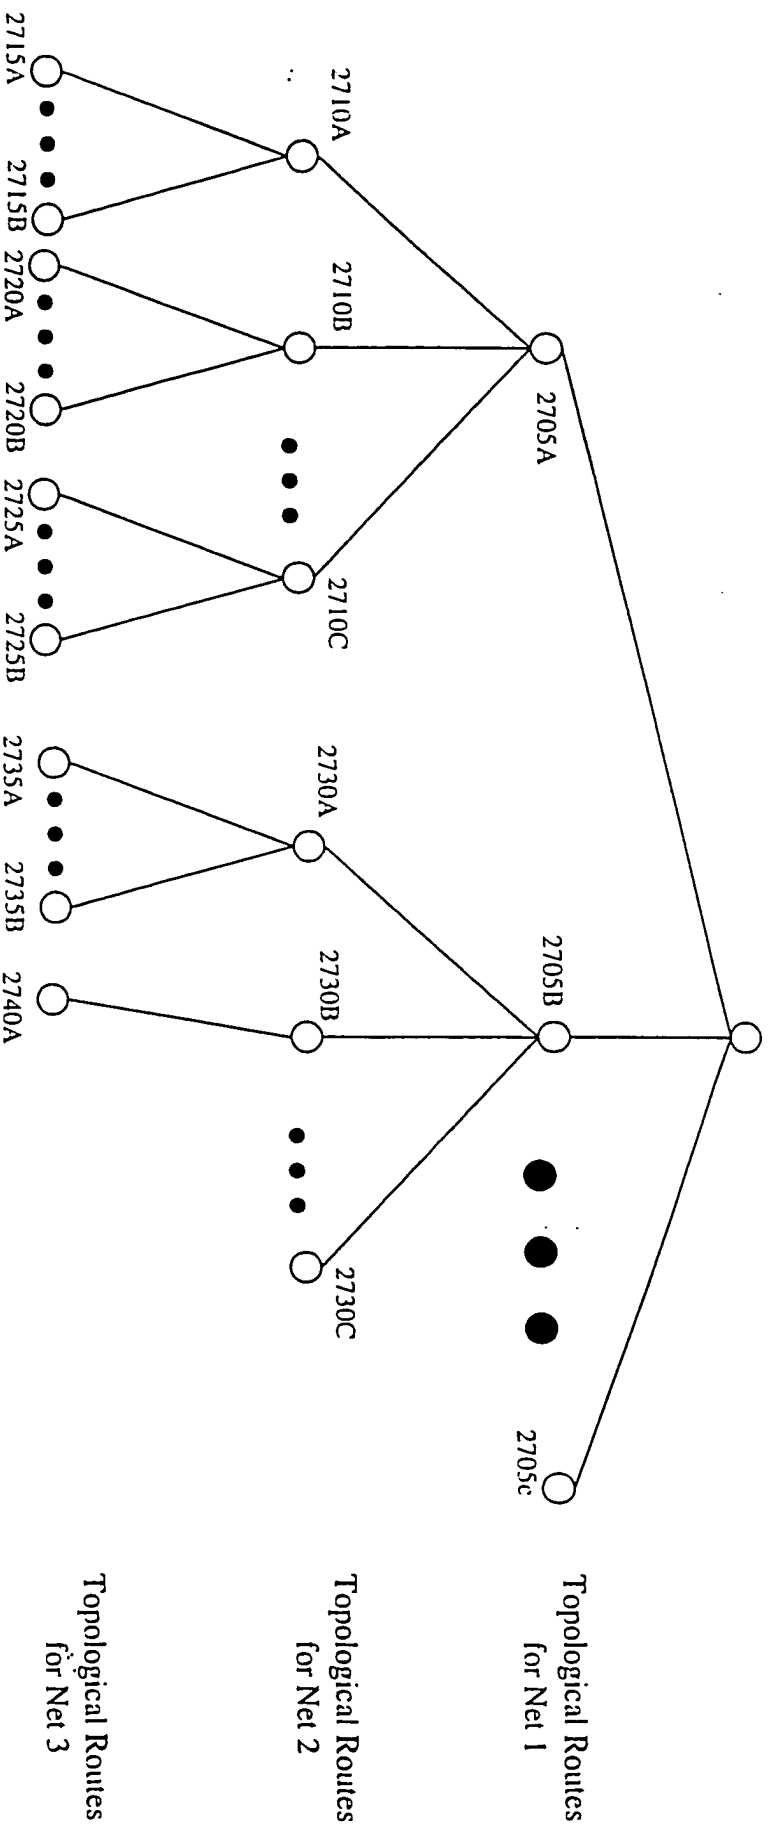 2705A
2705B
2705c
Topological Routes
for Net 1
2710A
2710B
2710C
2730A
2730B
2730C
Topological Routes
for Net 2
2715A
2715B
2720A
2720B
2725A
2725B
2735A
2735B
2740A
Topological Routes
for Net 3